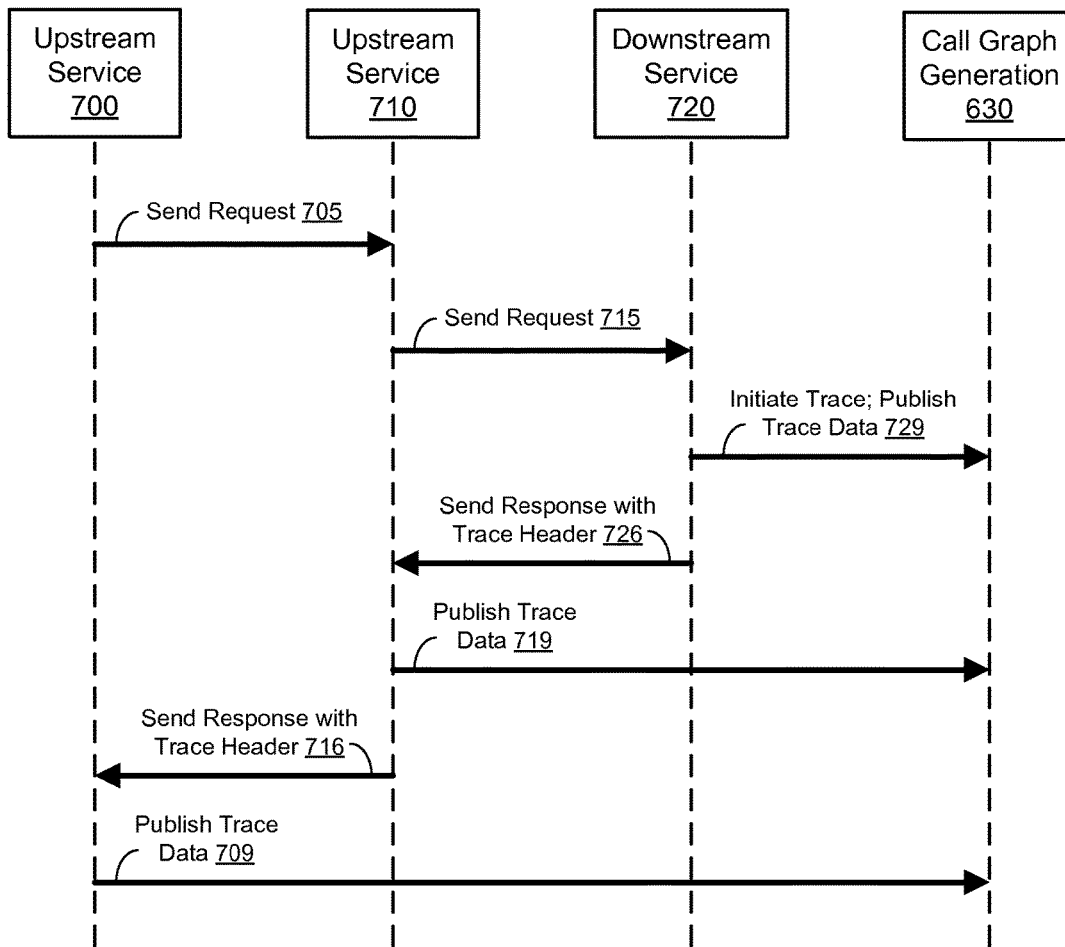 Upstream
Service
700
Upstream
Service
710
Downstream
Service
720
Call Graph
Generation
630
Send Request 705
Send Request 715
Initiate Trace; Publish
Trace Data 729
Send Response with
Trace Header 726
Publish Trace
Data 719
Send Response with
Trace Header 716
Publish Trace
Data 709